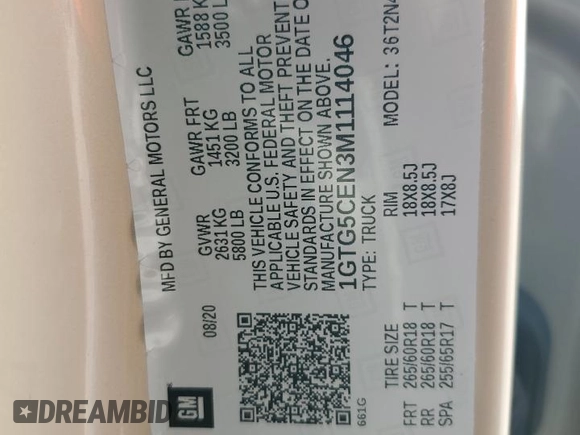 MFD BY GENERAL MOTORS LLC
08/20
GVWR GAWR FRT GAWR
2631 KG 1451 KG 1588
5800 LB 3200 LB 3500
THIS VEHICLE CONFORMS TO ALL
APPLICABLE U.S. FEDERAL MOTOR
VEHICLE SAFETY AND THEFT PREVENT
STANDARDS IN EFFECT ON THE DATE O
MANUFACTURE SHOWN ABOVE.
1GTG5CEN3M1114046
TYPE: TRUCK MODEL: 36T2N4
GM
661G
TIRE SIZE RIM
FRT 265/60R18 T 18X8.5J
RR 265/60R18 T 18X8.5J
SPA 255/65R17 T 17X8J
DREAMBID